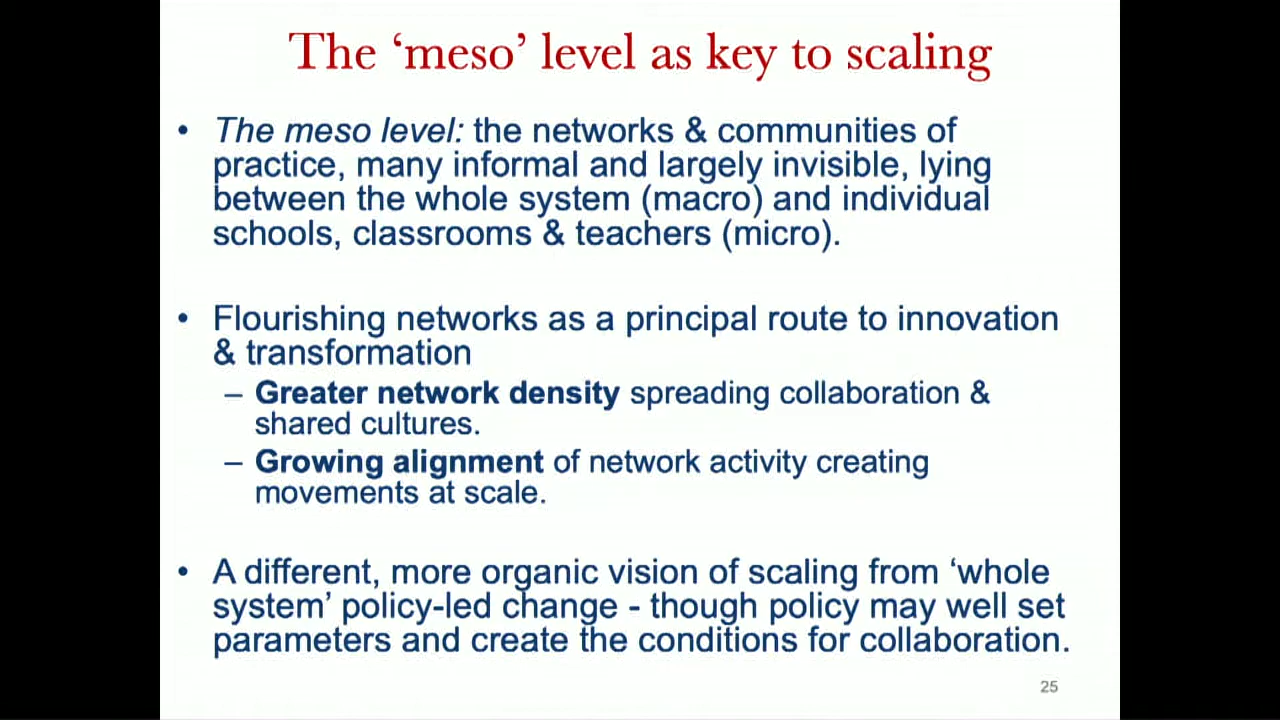 The ‘meso’ level as key to scaling
• The meso level: the networks & communities of
practice, many informal and largely invisible, lying
between the whole system (macro) and individual
schools, classrooms & teachers (micro).
• Flourishing networks as a principal route to innovation
& transformation
– Greater network density spreading collaboration &
shared cultures.
– Growing alignment of network activity creating
movements at scale.
• A different, more organic vision of scaling from ‘whole
system’ policy-led change - though policy may well set
parameters and create the conditions for collaboration.
25